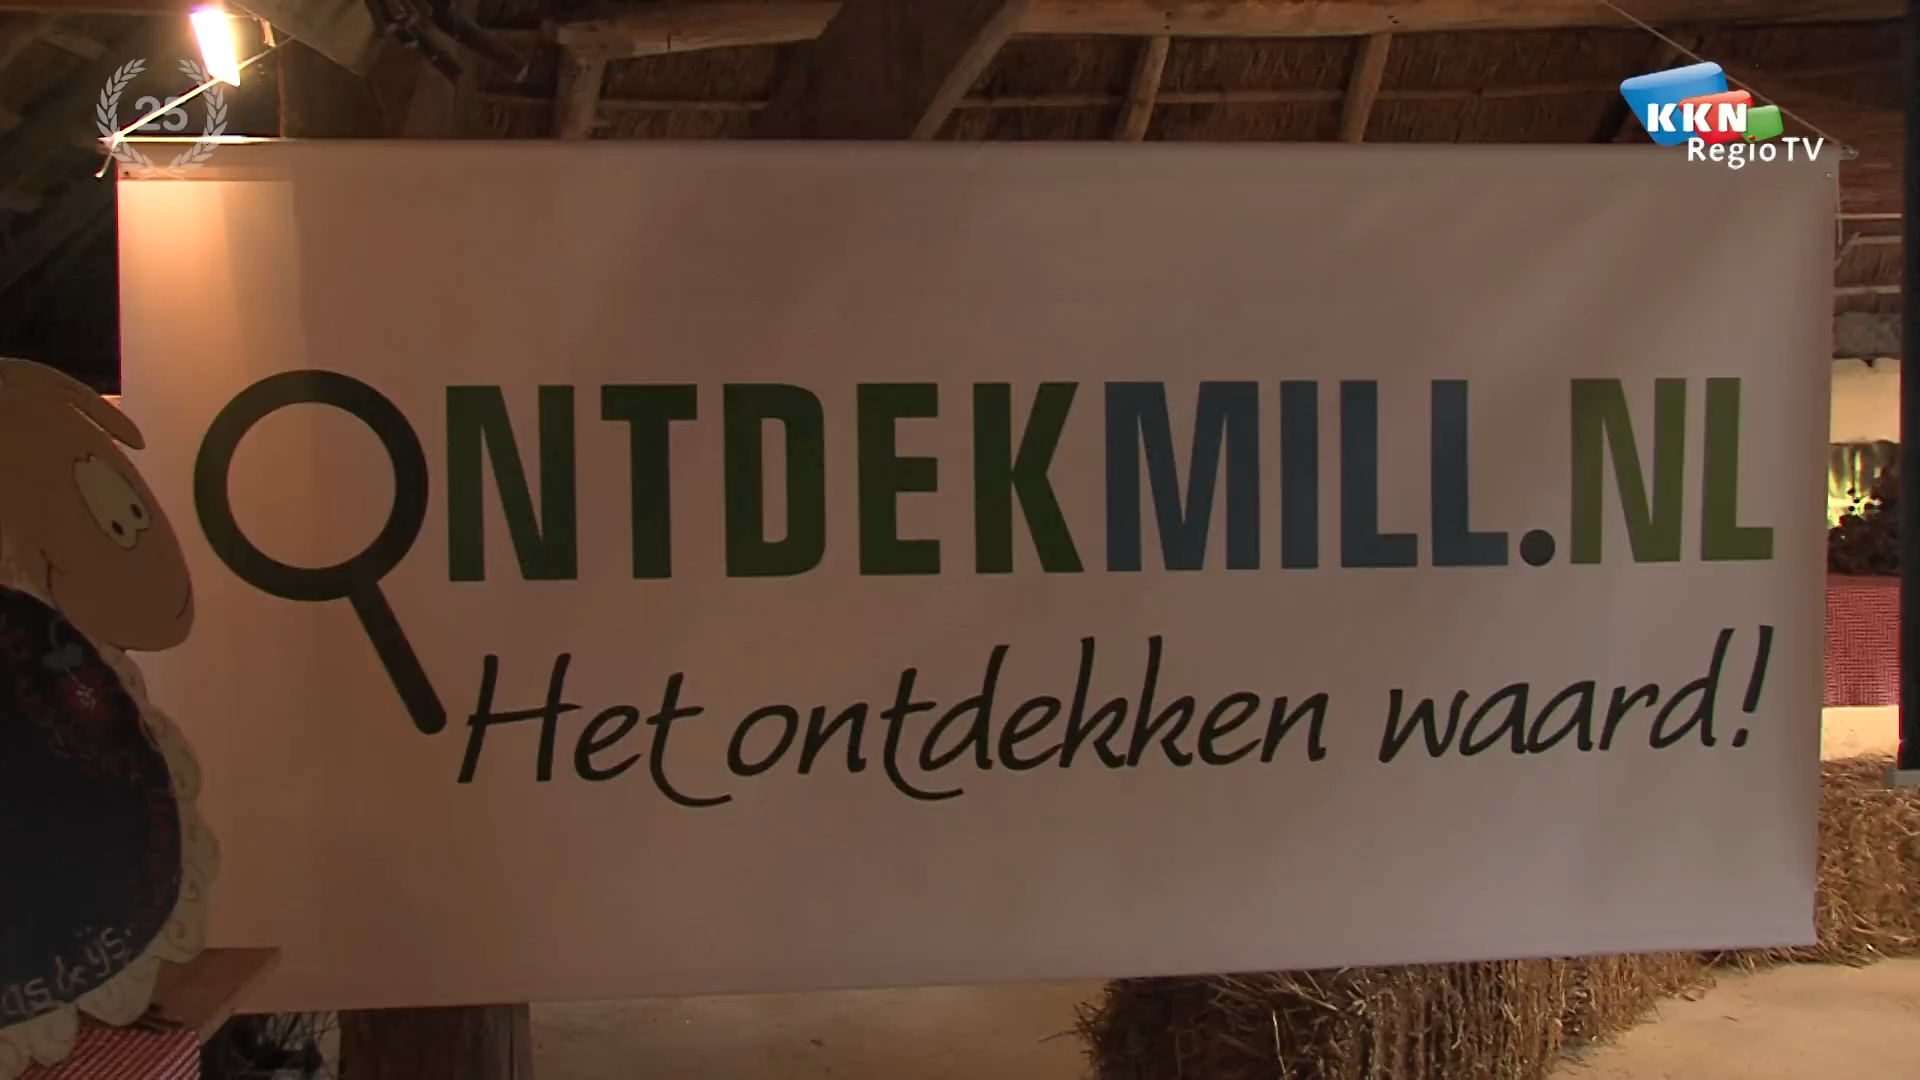 25
KKN
RegioTV
ONTDEKMILL.NL
Het ontdekken waard!